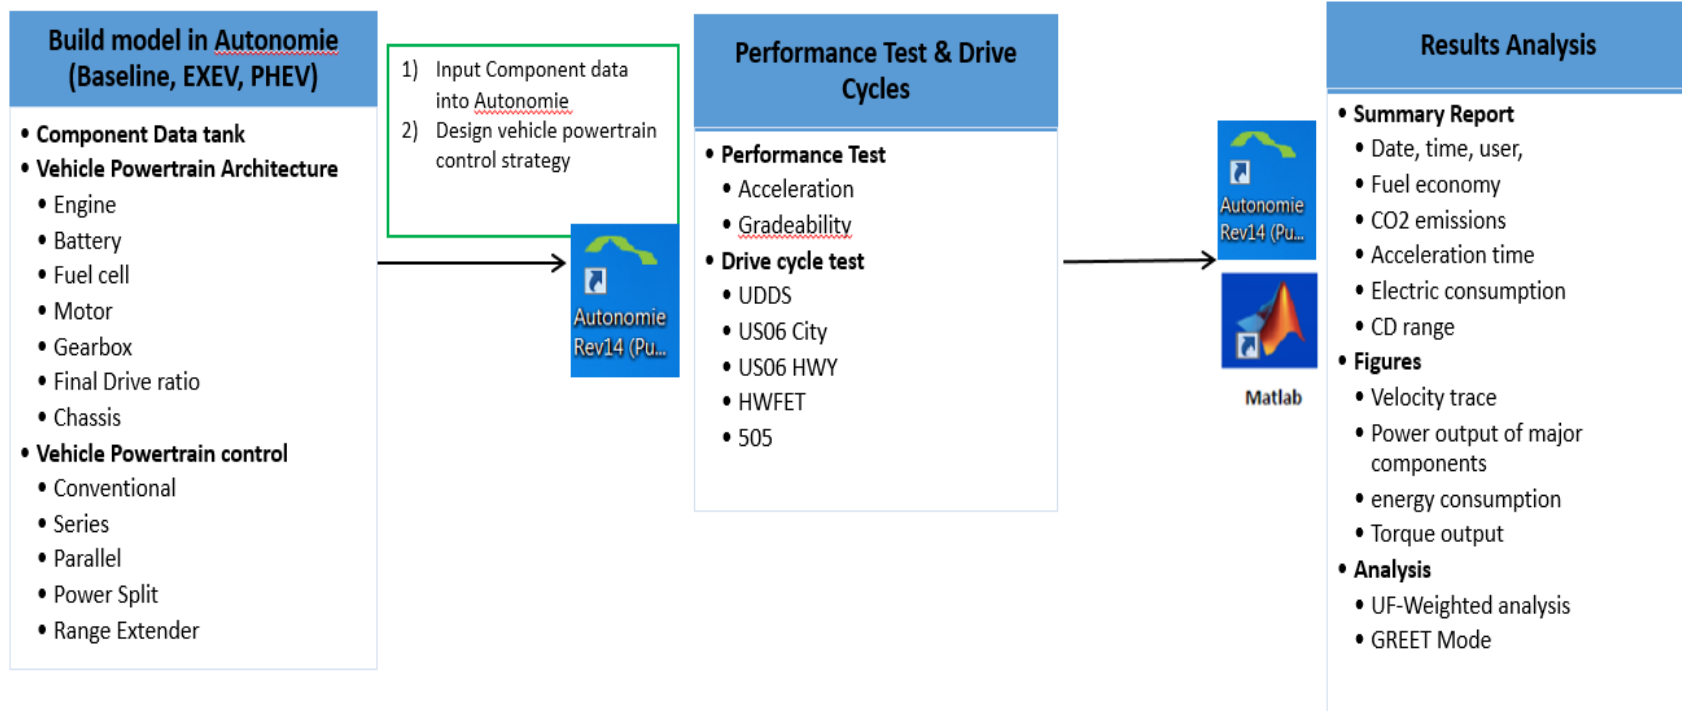 Build model in Autonomie
(Baseline, EXEV, PHEV)
• Component Data tank
• Vehicle Powertrain Architecture
• Engine
• Battery
• Fuel cell
• Motor
• Gearbox
• Final Drive ratio
• Chassis
• Vehicle Powertrain control
• Conventional
• Series
• Parallel
• Power Split
• Range Extender
1) Input Component data
into Autonomie
2) Design vehicle powertrain
control strategy
Autonomie
Rev14 (Pu...
Performance Test & Drive
Cycles
• Performance Test
• Acceleration
• Gradeability
• Drive cycle test
• UDDS
• US06 City
• US06 HWY
• HWFET
• 505
Autonomie
Rev14 (Pu...
Matlab
Results Analysis
• Summary Report
• Date, time, user,
• Fuel economy
• CO2 emissions
• Acceleration time
• Electric consumption
• CD range
• Figures
• Velocity trace
• Power output of major
components
• energy consumption
• Torque output
• Analysis
• UF-Weighted analysis
• GREET Mode